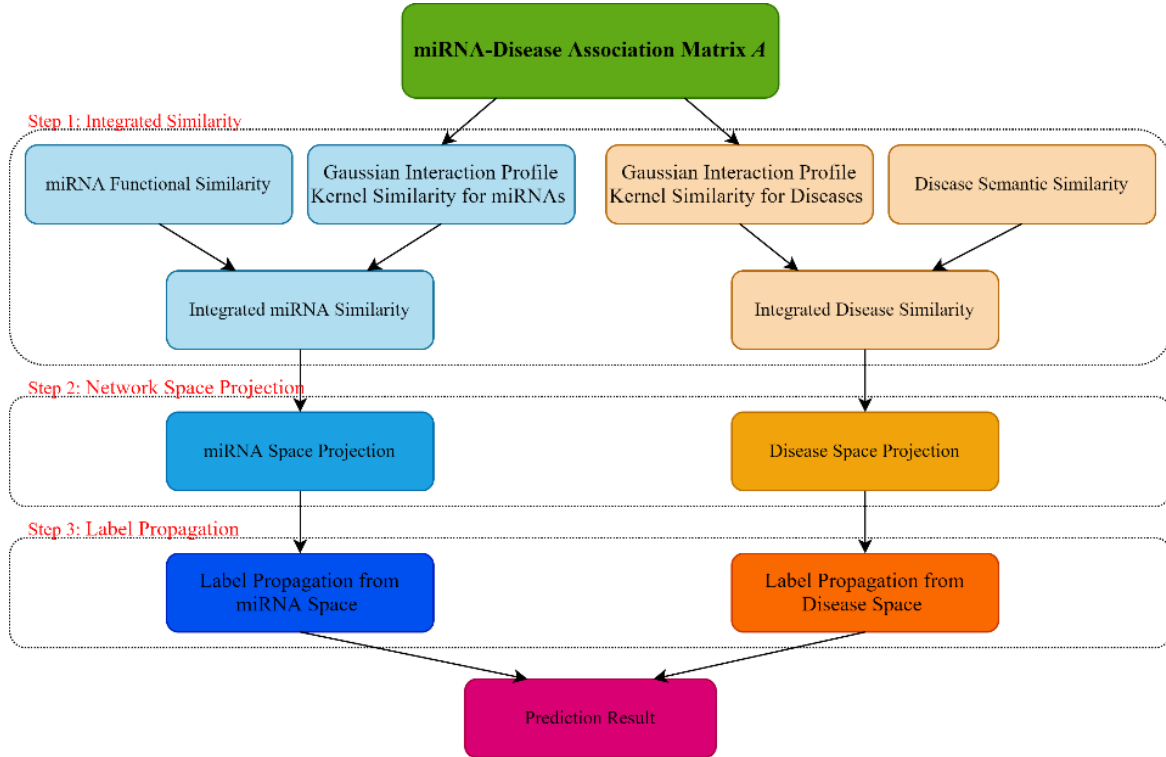 miRNA-Disease Association Matrix A
Step 1: Integrated Similarity
miRNA Functional Similarity
Gaussian Interaction Profile
Kernel Similarity for miRNAs
Gaussian Interaction Profile
Kernel Similarity for Diseases
Disease Semantic Similarity
Integrated miRNA Similarity
Integrated Disease Similarity
Step 2: Network Space Projection
miRNA Space Projection
Disease Space Projection
Step 3: Label Propagation
Label Propagation from
miRNA Space
Label Propagation from
Disease Space
Prediction Result